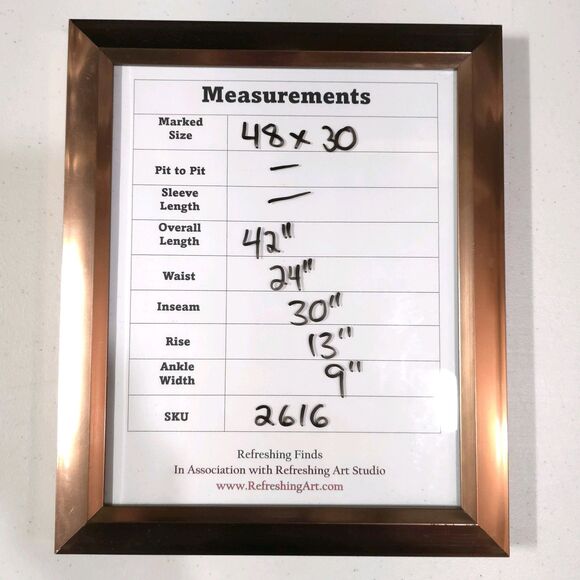 Measurements
Marked
Size
48 x 30
Pit to Pit
—
Sleeve
Length
—
Overall
Length
42"
Waist
24"
Inseam
30"
Rise
13"
Ankle
Width
9"
SKU
2616
Refreshing Finds
In Association with Refreshing Art Studio
www.RefreshingArt.com